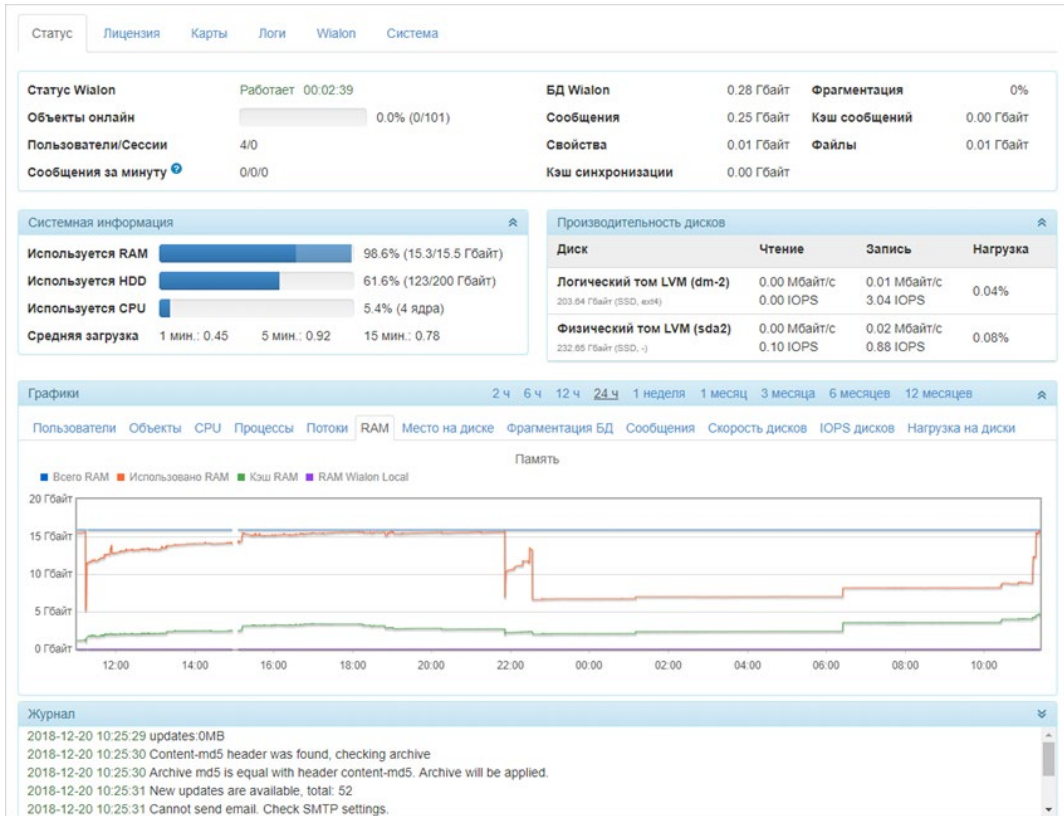 Статус Лицензия Карты Логи Wialon Система
Статус Wialon Работает 00:02:39 БД Wialon 0.28 Гбайт Фрагментация 0%
Объекты онлайн 0.0% (0/101) Сообщения 0.25 Гбайт Кэш сообщений 0.00 Гбайт
Пользователи/Сессии 4/0 Свойства 0.01 Гбайт Файлы 0.01 Гбайт
Сообщения за минуту ? 0/0/0 Кэш синхронизации 0.00 Гбайт
Системная информация
Используется RAM 98.6% (15.3/15.5 Гбайт)
Используется HDD 61.6% (123/200 Гбайт)
Используется CPU 5.4% (4 ядра)
Средняя загрузка 1 мин.: 0.45 5 мин.: 0.92 15 мин.: 0.78
Производительность дисков
Диск Чтение Запись Нагрузка
Логический том LVM (dm-2) 0.00 Мбайт/с 0.01 Мбайт/с 0.04%
203.64 Гбайт (SSD, ext4) 0.00 IOPS 3.04 IOPS
Физический том LVM (sda2) 0.00 Мбайт/с 0.02 Мбайт/с 0.08%
232.65 Гбайт (SSD, -) 0.10 IOPS 0.88 IOPS
Графики 2 ч 6 ч 12 ч 24 ч 1 неделя 1 месяц 3 месяца 6 месяцев 12 месяцев
Пользователи Объекты CPU Процессы Потоки RAM Место на диске Фрагментация БД Сообщения Скорость дисков IOPS дисков Нагрузка на диски
Память
Всего RAM Использовано RAM Кэш RAM RAM Wialon Local
20 Гбайт
15 Гбайт
10 Гбайт
5 Гбайт
0 Гбайт
12:00 14:00 16:00 18:00 20:00 22:00 00:00 02:00 04:00 06:00 08:00 10:00
Журнал
2018-12-20 10:25:29 updates:0MB
2018-12-20 10:25:30 Content-md5 header was found, checking archive
2018-12-20 10:25:30 Archive md5 is equal with header content-md5. Archive will be applied.
2018-12-20 10:25:31 New updates are available, total: 52
2018-12-20 10:25:31 Cannot send email. Check SMTP settings.